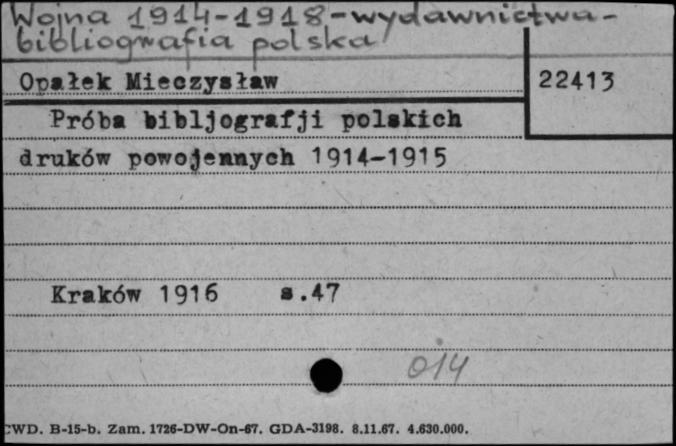 Wojna 1914-1918-wydawnictwa-
bibliografia polska
Opałek Mieczysław
22413
Próba bibljografji polskich
druków powojennych 1914-1915
Kraków 1916 s.47
014
CWD. B-15-b. Zam. 1726-DW-On-67. GDA-3198. 8.11.67. 4.630.000.